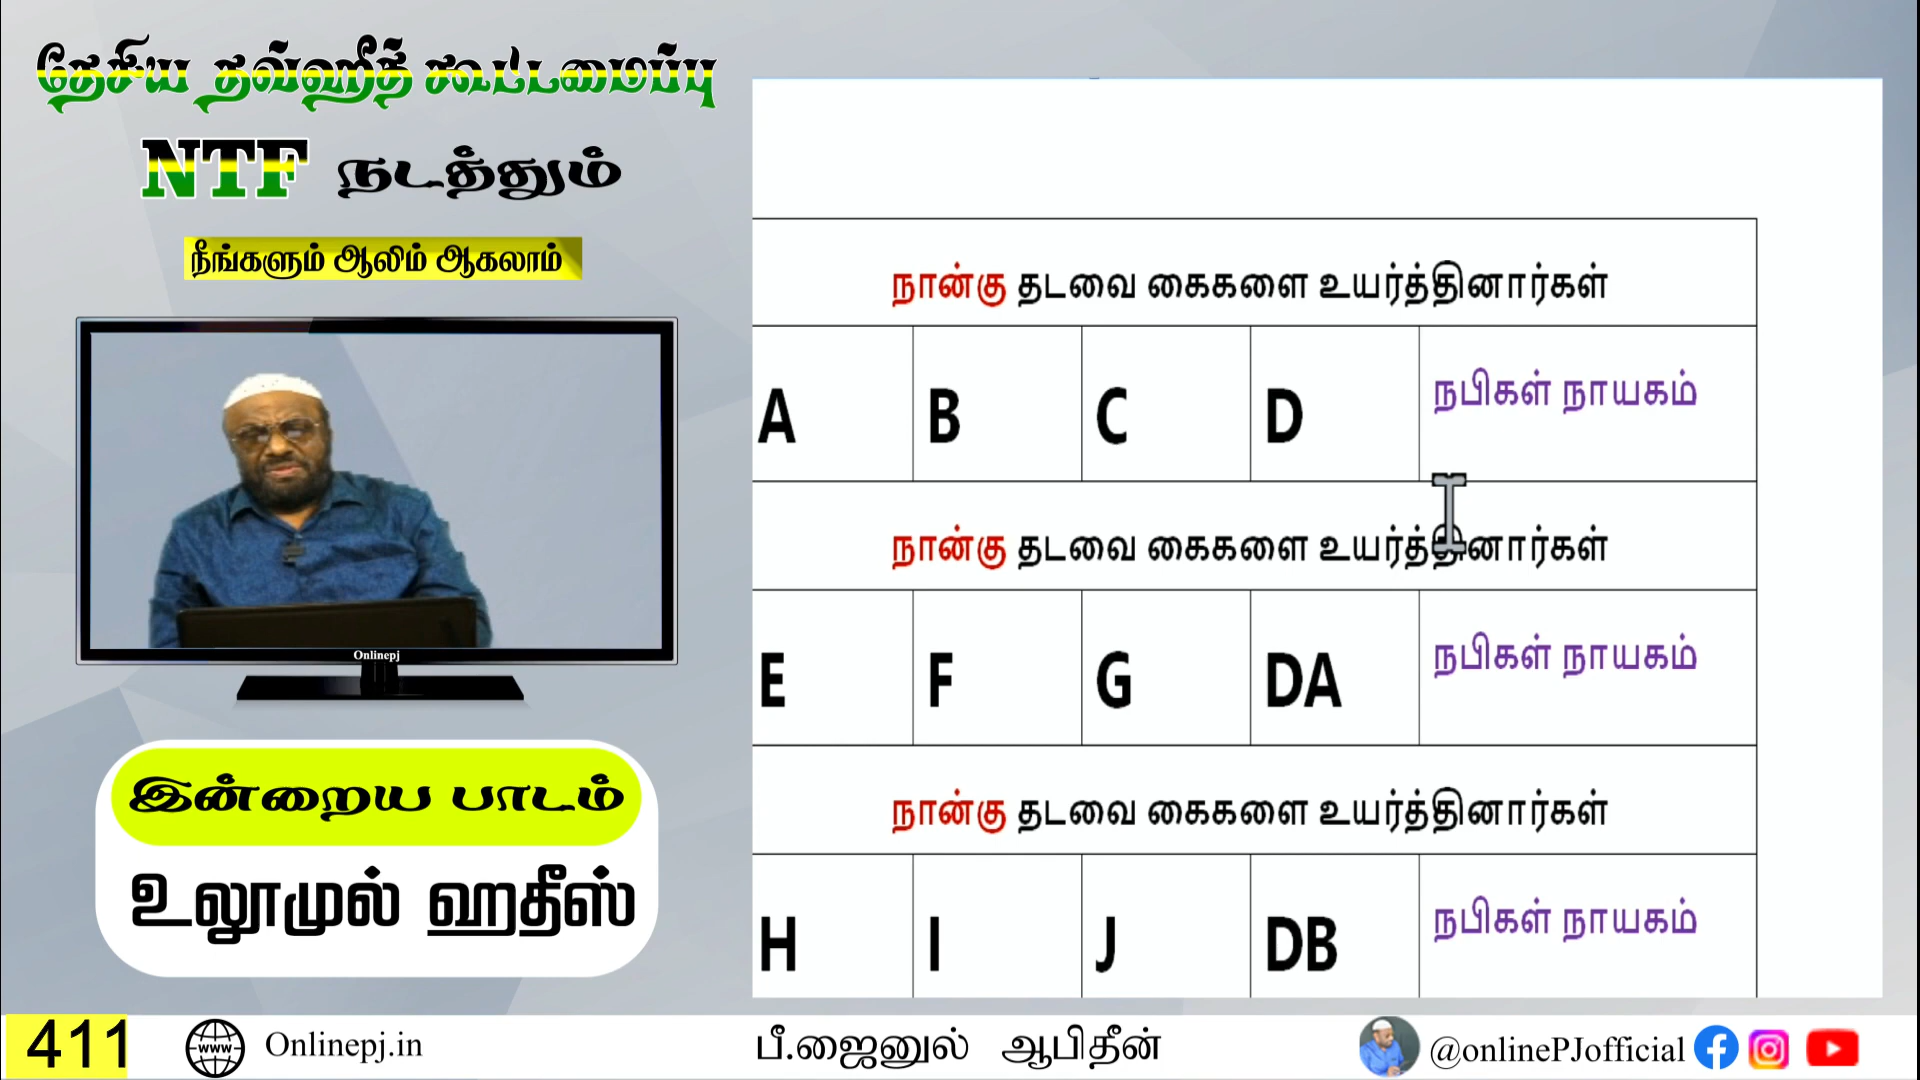 தேசிய தவ்ஹீத் கூட்டமைப்பு
NTF நடத்தும்
நீங்களும் ஆலிம் ஆகலாம்
Onlinepj
இன்றைய பாடம்
உலூமுல் ஹதீஸ்
நான்கு தடவை கைகளை உயர்த்தினார்கள்
A B C D நபிகள் நாயகம்
நான்கு தடவை கைகளை உயர்த்தினார்கள்
E F G DA நபிகள் நாயகம்
நான்கு தடவை கைகளை உயர்த்தினார்கள்
H I J DB நபிகள் நாயகம்
411 www Onlinepj.in பீ.ஜைனுல் ஆபிதீன் @onlinePJofficial